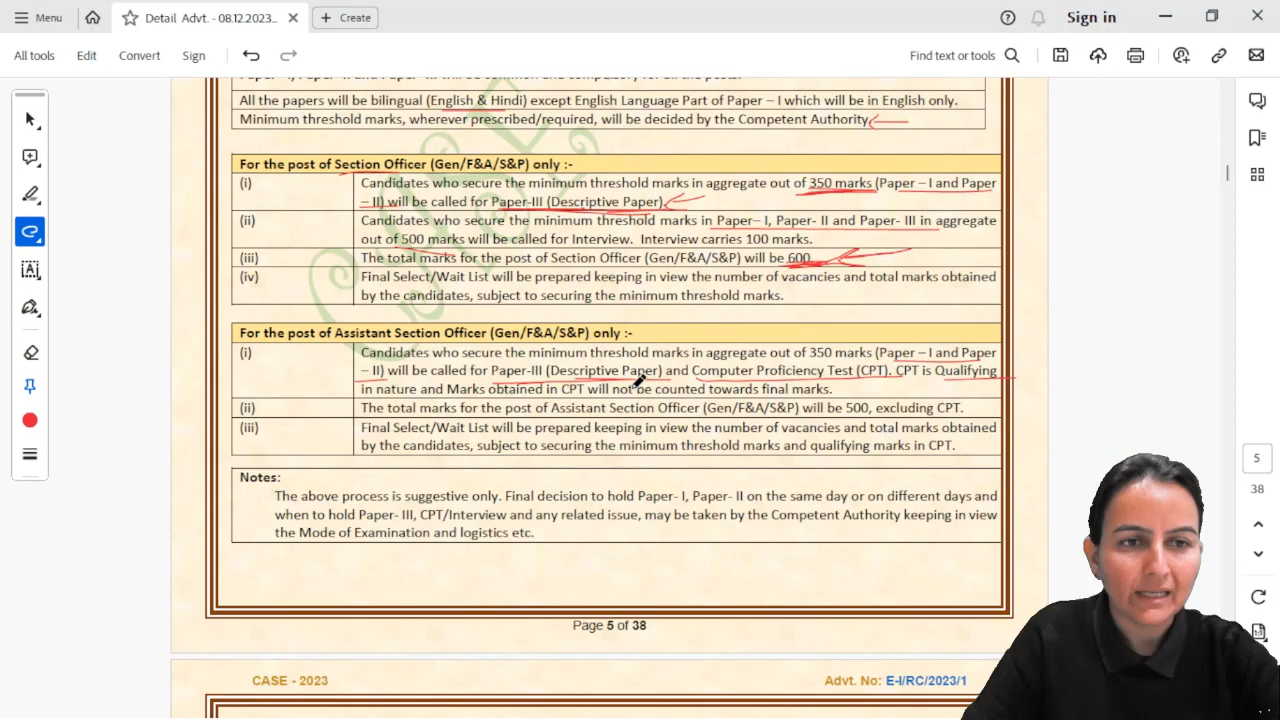 Menu
Detail Advt. - 08.12.2023...
Create
Sign in
All tools
Edit
Convert
Sign
Find text or tools
All the papers will be bilingual (English & Hindi) except English Language Part of Paper – I which will be in English only.
Minimum threshold marks, wherever prescribed/required, will be decided by the Competent Authority.
For the post of Section Officer (Gen/F&A/S&P) only :-
(i) Candidates who secure the minimum threshold marks in aggregate out of 350 marks (Paper – I and Paper
– II) will be called for Paper-III (Descriptive Paper).
(ii) Candidates who secure the minimum threshold marks in Paper– I, Paper- II and Paper- III in aggregate
out of 500 marks will be called for Interview. Interview carries 100 marks.
(iii) The total marks for the post of Section Officer (Gen/F&A/S&P) will be 600.
(iv) Final Select/Wait List will be prepared keeping in view the number of vacancies and total marks obtained
by the candidates, subject to securing the minimum threshold marks.
For the post of Assistant Section Officer (Gen/F&A/S&P) only :-
(i) Candidates who secure the minimum threshold marks in aggregate out of 350 marks (Paper – I and Paper
– II) will be called for Paper-III (Descriptive Paper) and Computer Proficiency Test (CPT). CPT is Qualifying
in nature and Marks obtained in CPT will not be counted towards final marks.
(ii) The total marks for the post of Assistant Section Officer (Gen/F&A/S&P) will be 500, excluding CPT.
(iii) Final Select/Wait List will be prepared keeping in view the number of vacancies and total marks obtained
by the candidates, subject to securing the minimum threshold marks and qualifying marks in CPT.
Notes:
The above process is suggestive only. Final decision to hold Paper- I, Paper- II on the same day or on different days and
when to hold Paper- III, CPT/Interview and any related issue, may be taken by the Competent Authority keeping in view
the Mode of Examination and logistics etc.
Page 5 of 38
CASE - 2023
Advt. No: E-I/RC/2023/1
5
38